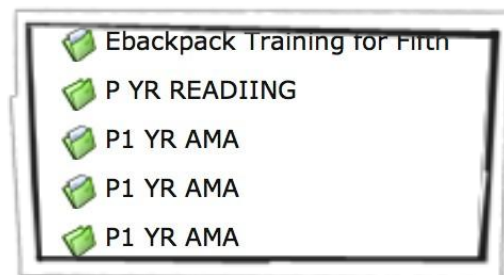 Ebackpack Training for Fifth
P YR READIING
P1 YR AMA
P1 YR AMA
P1 YR AMA